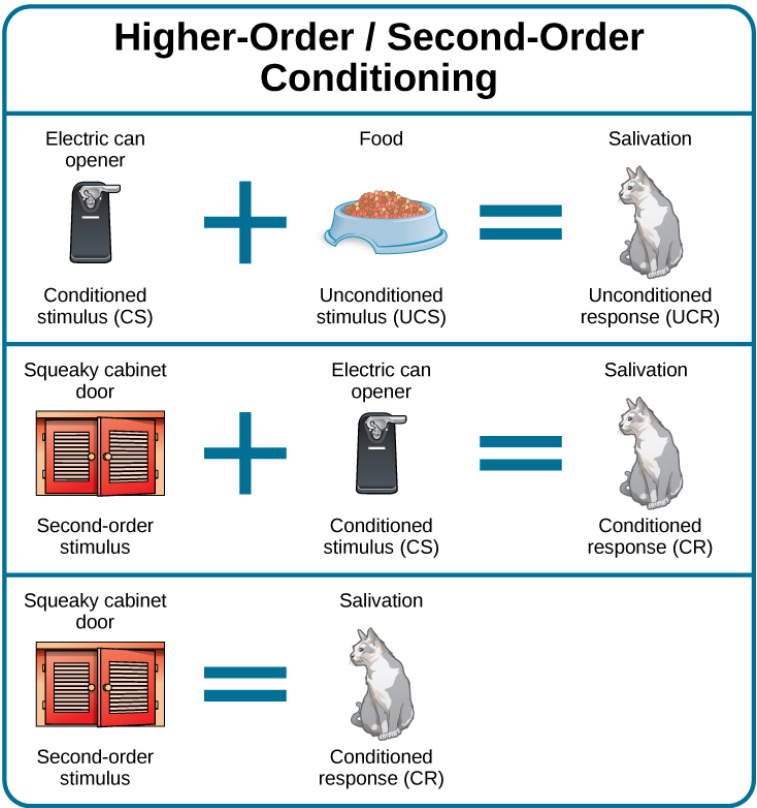 Higher-Order / Second-Order
Conditioning
Electric can
opener
Food
Salivation
Conditioned
stimulus (CS)
Unconditioned
stimulus (UCS)
Unconditioned
response (UCR)
Squeaky cabinet
door
Electric can
opener
Salivation
Second-order
stimulus
Conditioned
stimulus (CS)
Conditioned
response (CR)
Squeaky cabinet
door
Salivation
Second-order
stimulus
Conditioned
response (CR)